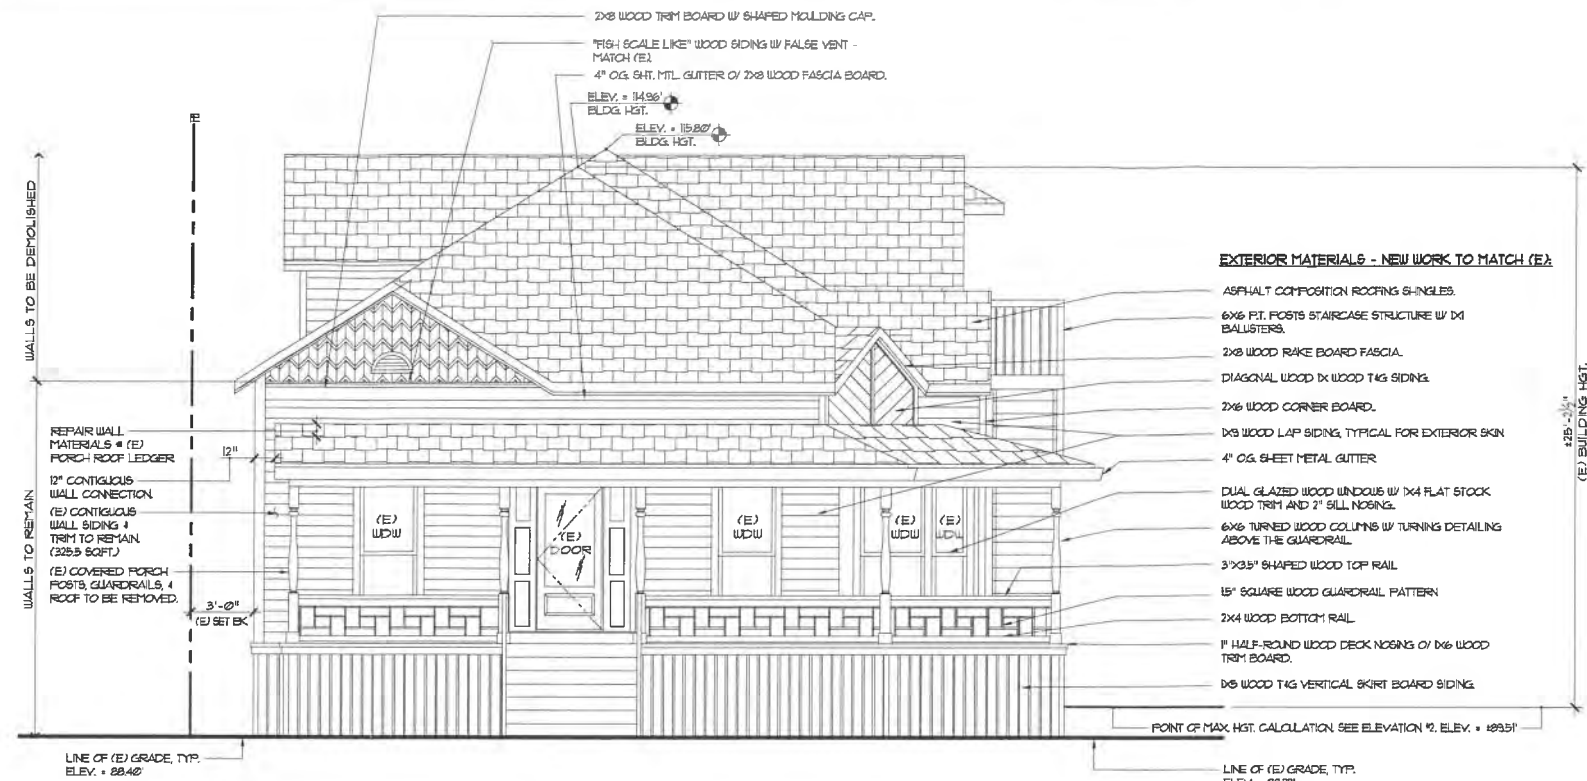 2X8 WOOD TRIM BOARD W/ SHAPED MOULDING CAP.
"FISH SCALE LIKE" WOOD SIDING W/ FALSE VENT -
MATCH (E).
4" O.G. SHT. MTL. GUTTER O/ 2X8 WOOD FASCIA BOARD.
ELEV. = 114.96'
BLDG. HGT.
ELEV. = 115.80'
BLDG. HGT.
WALLS TO BE DEMOLISHED
WALLS TO REMAIN
REPAIR WALL
MATERIALS @ (E)
PORCH ROOF LEDGER
12"
12" CONTIGUOUS
WALL CONNECTION.
(E) CONTIGUOUS
WALL SIDING &
TRIM TO REMAIN.
(325.5 SQFT.)
(E) COVERED PORCH
POSTS, GUARDRAILS, &
ROOF TO BE REMOVED.
3'-0"
(E) SET BK
(E)
WDW
(E)
DOOR
(E)
WDW
(E)
WDW
(E)
WDW
EXTERIOR MATERIALS - NEW WORK TO MATCH (E):
ASPHALT COMPOSITION ROOFING SHINGLES.
6X6 P.T. POSTS STAIRCASE STRUCTURE W/ 1X1
BALUSTERS.
2X8 WOOD RAKE BOARD FASCIA.
DIAGONAL WOOD 1X WOOD T&G SIDING.
2X6 WOOD CORNER BOARD.
1X9 WOOD LAP SIDING, TYPICAL FOR EXTERIOR SKIN
4" O.G. SHEET METAL GUTTER
DUAL GLAZED WOOD WINDOWS W/ 1X4 FLAT STOCK
WOOD TRIM AND 2" SILL NOSING.
6X6 TURNED WOOD COLUMNS W/ TURNING DETAILING
ABOVE THE GUARDRAIL.
3"X3.5" SHAPED WOOD TOP RAIL
1.5" SQUARE WOOD GUARDRAIL PATTERN
2X4 WOOD BOTTOM RAIL
1" HALF-ROUND WOOD DECK NOSING O/ 1X6 WOOD
TRIM BOARD.
1X5 WOOD T&G VERTICAL SKIRT BOARD SIDING.
±25'-2½"
(E) BUILDING HGT.
POINT OF MAX. HGT. CALCULATION SEE ELEVATION #2, ELEV. = ±89.51'
LINE OF (E) GRADE, TYP.
ELEV. = 88.40'
LINE OF (E) GRADE, TYP.